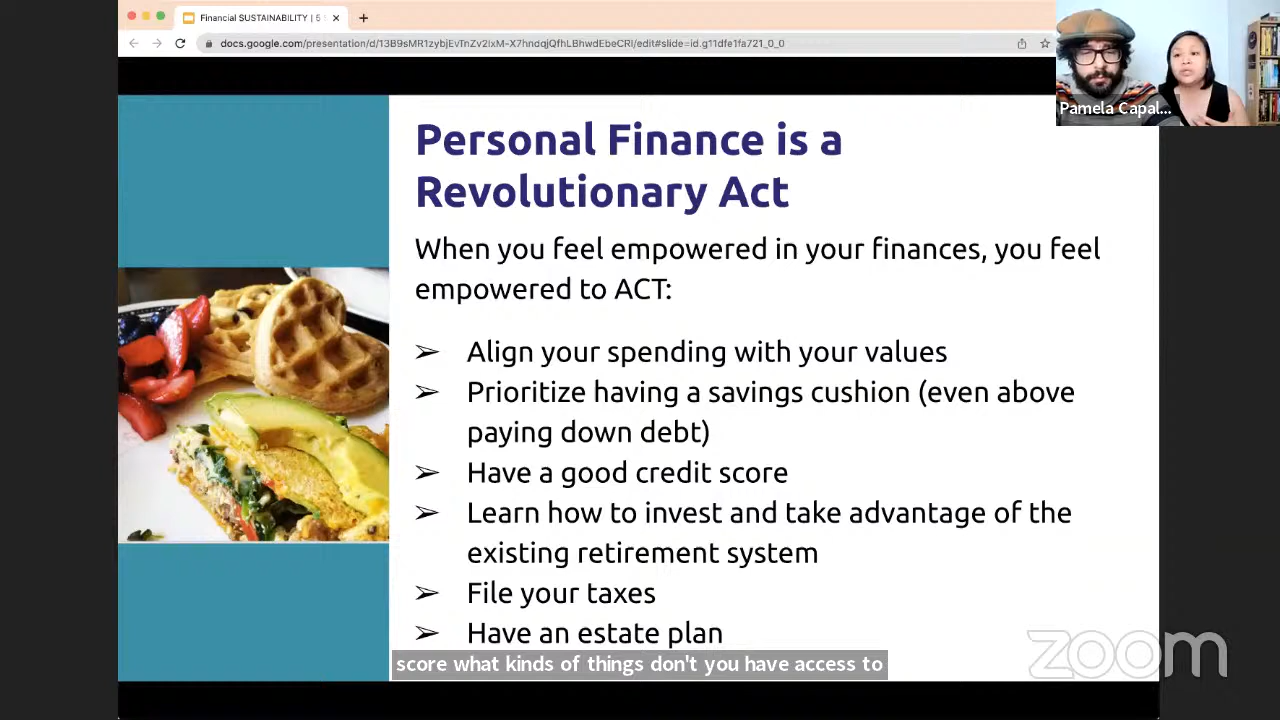 Financial SUSTAINABILITY | 5
docs.google.com/presentation/d/13B9sMR1zybjEvTnZv2IxM-X7hndqjQfhLBhwdEbeCRI/edit#slide=id.g11dfe1fa721_0_0
Pamela Capal...
Personal Finance is a
Revolutionary Act
When you feel empowered in your finances, you feel
empowered to ACT:
➢ Align your spending with your values
➢ Prioritize having a savings cushion (even above
paying down debt)
➢ Have a good credit score
➢ Learn how to invest and take advantage of the
existing retirement system
➢ File your taxes
➢ Have an estate plan
score what kinds of things don't you have access to
zoom